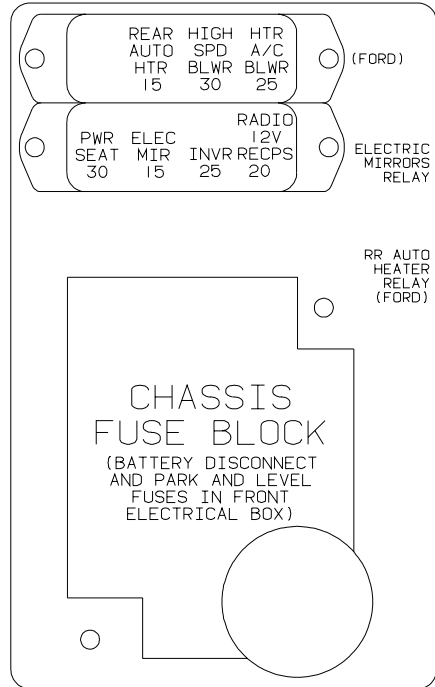 REAR HIGH HTR
AUTO SPD A/C
HTR BLWR BLWR
15 30 25
(FORD)
RADIO
PWR ELEC 12V
SEAT MIR INVR RECPS
30 15 25 20
ELECTRIC
MIRRORS
RELAY
RR AUTO
HEATER
RELAY
(FORD)
CHASSIS
FUSE BLOCK
(BATTERY DISCONNECT
AND PARK AND LEVEL
FUSES IN FRONT
ELECTRICAL BOX)